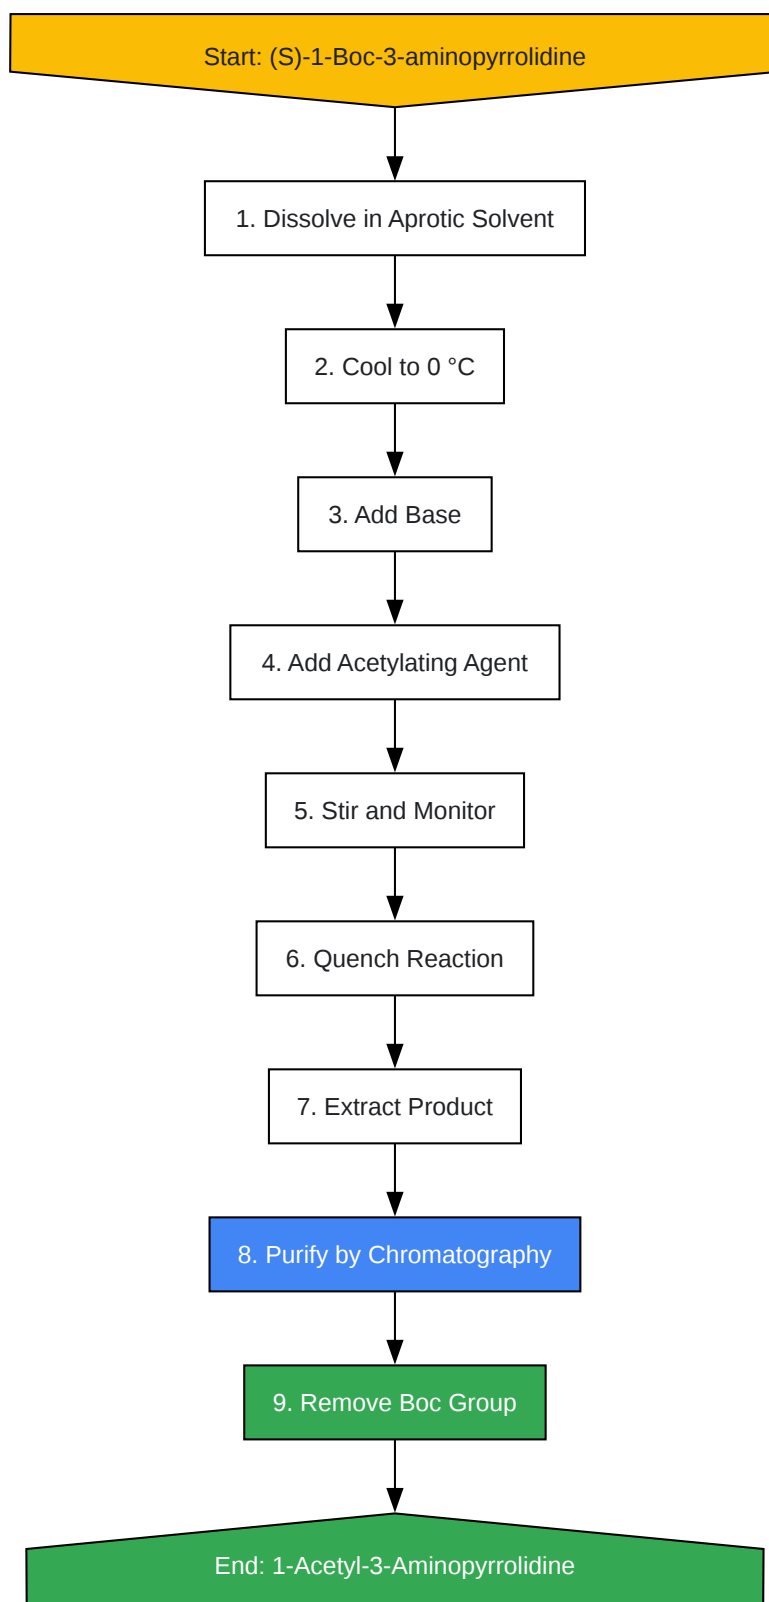 Start: (S)-1-Boc-3-aminopyrrolidine
1. Dissolve in Aprotic Solvent
2. Cool to 0 °C
3. Add Base
4. Add Acetylating Agent
5. Stir and Monitor
6. Quench Reaction
7. Extract Product
8. Purify by Chromatography
9. Remove Boc Group
End: 1-Acetyl-3-Aminopyrrolidine